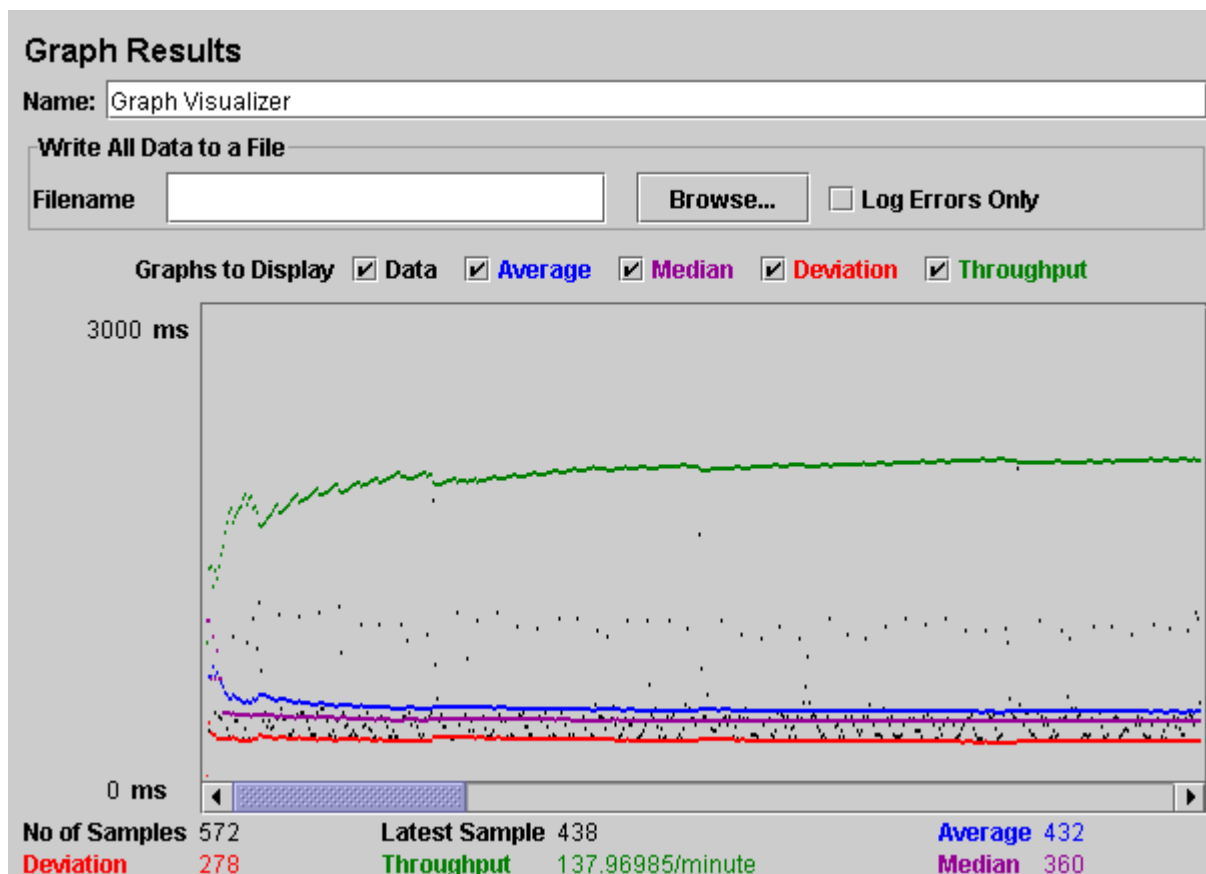 Graph Results
Name: Graph Visualizer
Write All Data to a File
Filename Browse... Log Errors Only
Graphs to Display Data Average Median Deviation Throughput
3000 ms
0 ms
No of Samples 572 Latest Sample 438 Average 432
Deviation 278 Throughput 137.96985/minute Median 360